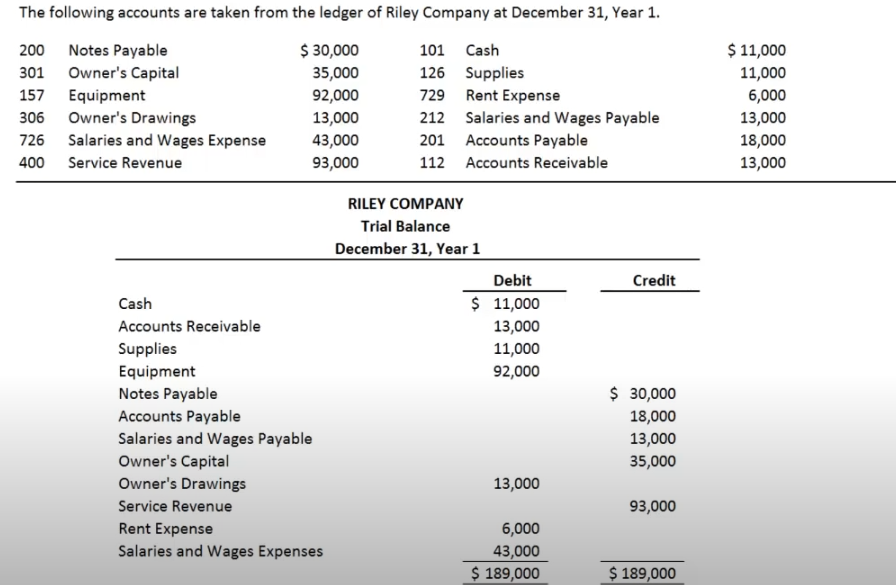 The following accounts are taken from the ledger of Riley Company at December 31, Year 1.
200 Notes Payable $ 30,000 101 Cash $ 11,000
301 Owner's Capital 35,000 126 Supplies 11,000
157 Equipment 92,000 729 Rent Expense 6,000
306 Owner's Drawings 13,000 212 Salaries and Wages Payable 13,000
726 Salaries and Wages Expense 43,000 201 Accounts Payable 18,000
400 Service Revenue 93,000 112 Accounts Receivable 13,000
RILEY COMPANY
Trial Balance
December 31, Year 1
Debit Credit
Cash $ 11,000
Accounts Receivable 13,000
Supplies 11,000
Equipment 92,000
Notes Payable $ 30,000
Accounts Payable 18,000
Salaries and Wages Payable 13,000
Owner's Capital 35,000
Owner's Drawings 13,000
Service Revenue 93,000
Rent Expense 6,000
Salaries and Wages Expenses 43,000
$ 189,000 $ 189,000